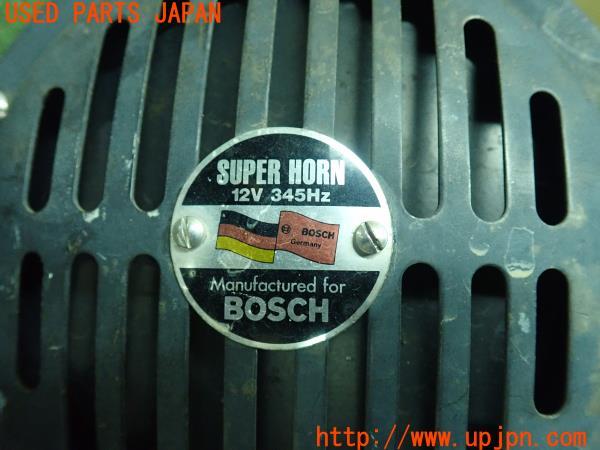 USED PARTS JAPAN
SUPER HORN
12V 345Hz
BOSCH
Germany
Manufactured for
BOSCH
http://www.upjpn.com